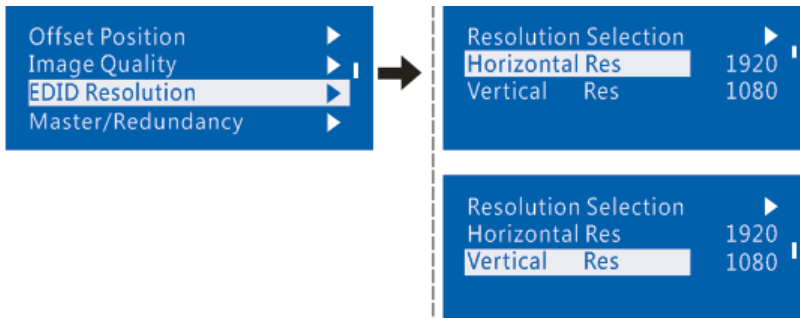 Offset Position
Image Quality
EDID Resolution
Master/Redundancy
Resolution Selection
Horizontal Res 1920
Vertical Res 1080
Resolution Selection
Horizontal Res 1920
Vertical Res 1080